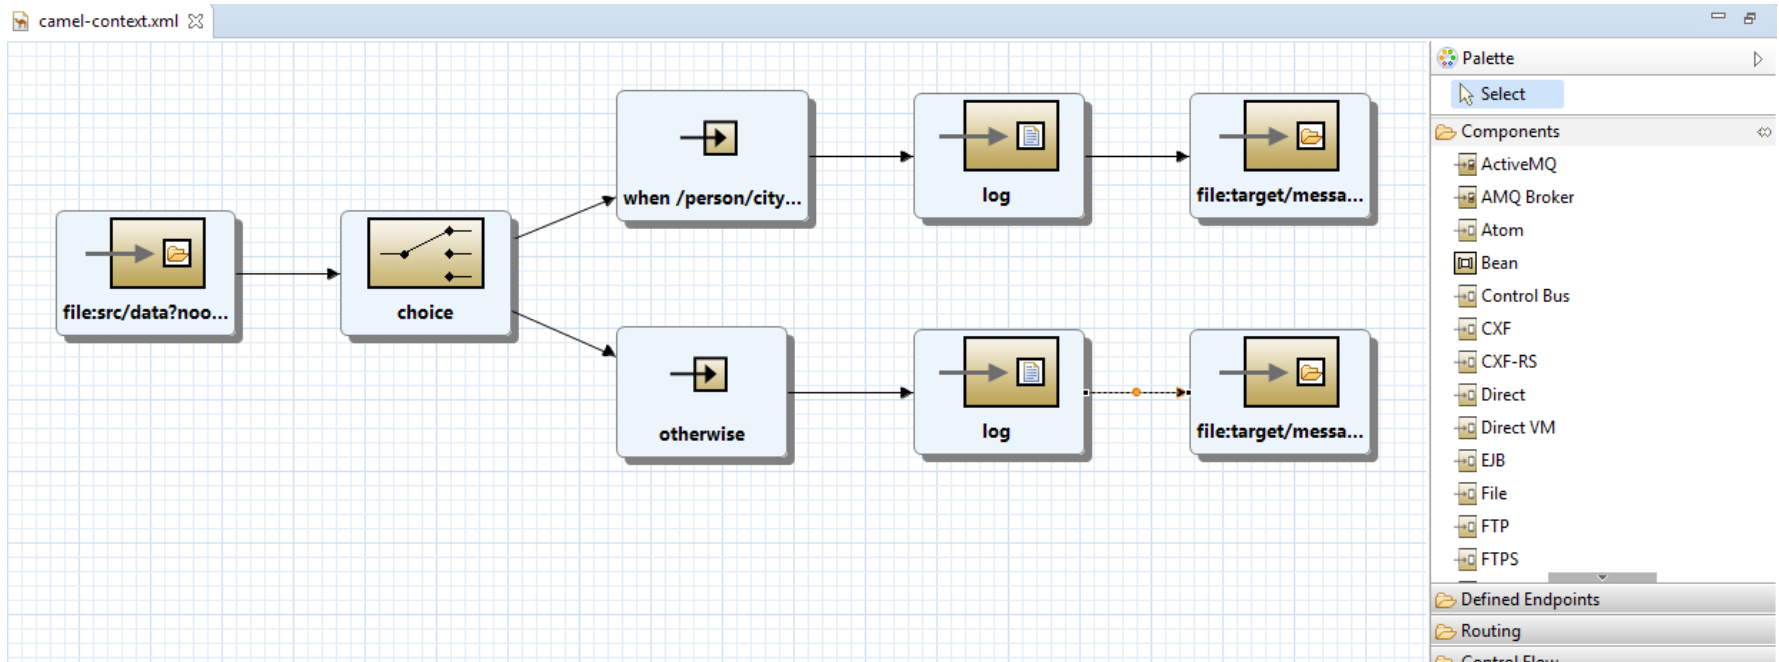 camel-context.xml
when /person/city...
log
file:target/messa...
file:src/data?noo...
choice
otherwise
log
file:target/messa...
Palette
Select
Components
ActiveMQ
AMQ Broker
Atom
Bean
Control Bus
CXF
CXF-RS
Direct
Direct VM
EJB
File
FTP
FTPS
Defined Endpoints
Routing
Control Flow